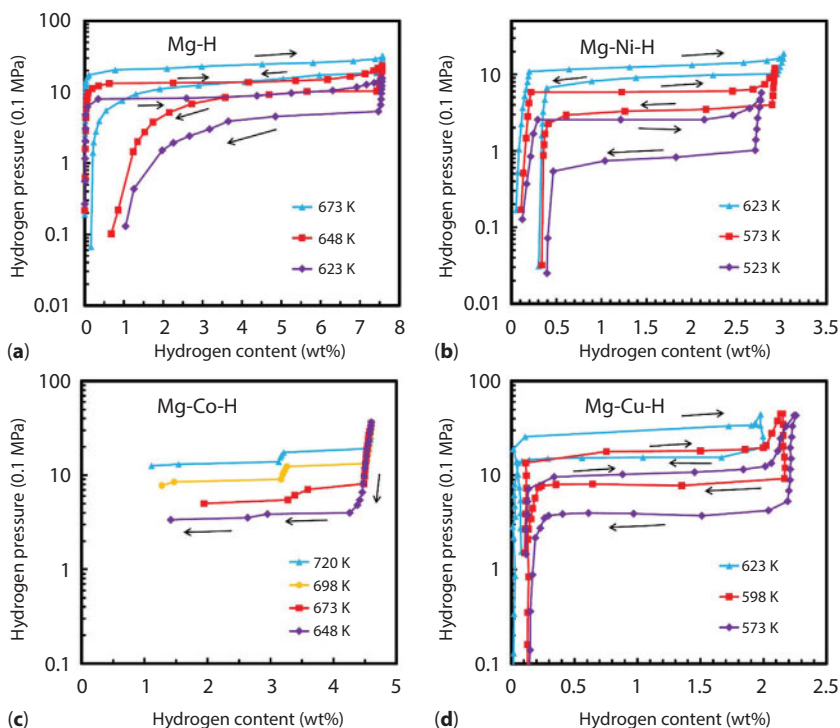 Mg-H
Hydrogen pressure (0.1 MPa)
100
10
1
0.1
0.01
673 K
648 K
623 K
0 1 2 3 4 5 6 7 8
(a) Hydrogen content (wt%)
Mg-Ni-H
Hydrogen pressure (0.1 MPa)
100
10
1
0.1
0.01
623 K
573 K
523 K
0 0.5 1 1.5 2 2.5 3 3.5
(b) Hydrogen content (wt%)
Mg-Co-H
Hydrogen pressure (0.1 MPa)
100
10
1
0.1
720 K
698 K
673 K
648 K
0 1 2 3 4 5
(c) Hydrogen content (wt%)
Mg-Cu-H
Hydrogen pressure (0.1 MPa)
100
10
1
0.1
623 K
598 K
573 K
0 0.5 1 1.5 2 2.5
(d) Hydrogen content (wt%)